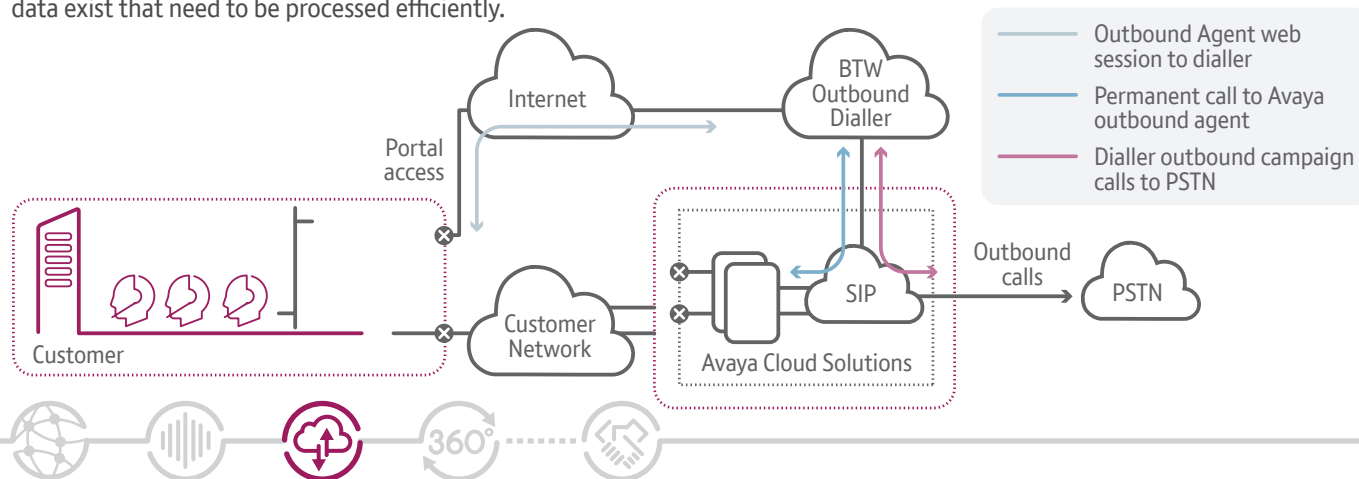 data exist that need to be processed efficiently.
Outbound Agent web
session to dialler
Permanent call to Avaya
outbound agent
Dialler outbound campaign
calls to PSTN
Internet
BTW
Outbound
Dialler
Portal
access
Customer
Customer
Network
Avaya Cloud Solutions
SIP
Outbound
calls
PSTN
360°